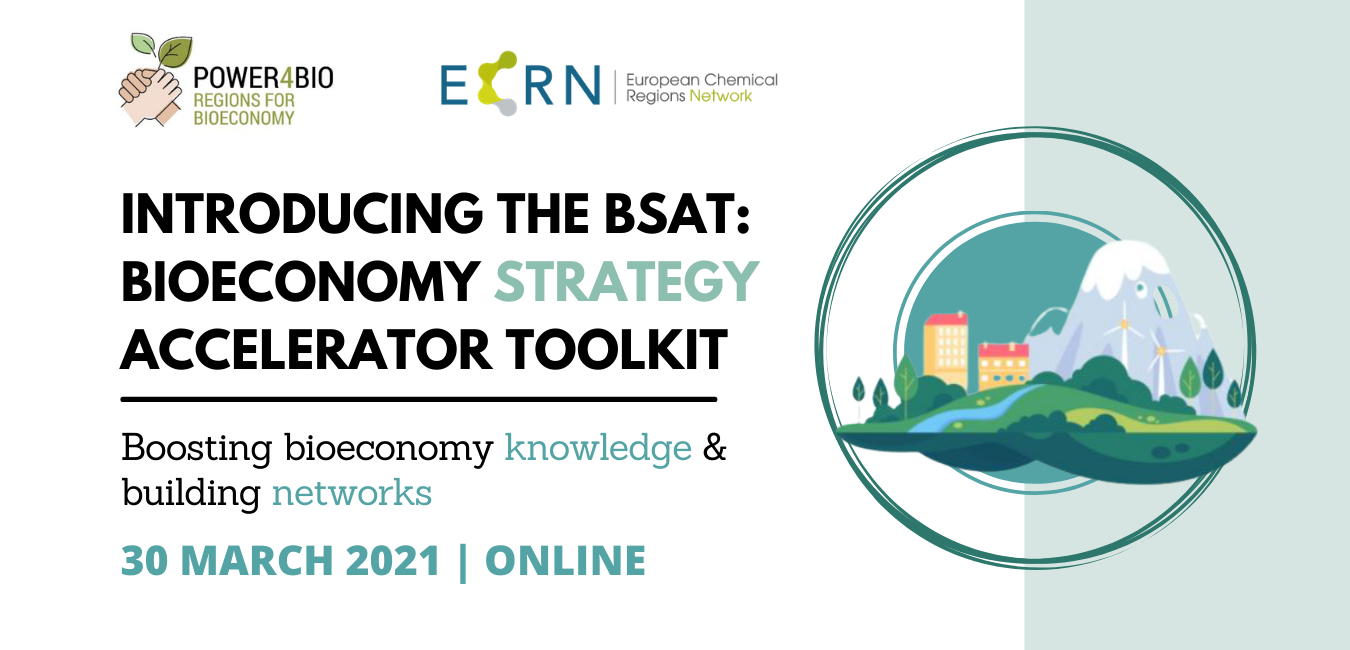 POWER4BIO
REGIONS FOR
BIOECONOMY
ECRN
European Chemical
Regions Network
INTRODUCING THE BSAT:
BIOECONOMY STRATEGY
ACCELERATOR TOOLKIT
Boosting bioeconomy knowledge &
building networks
30 MARCH 2021 | ONLINE